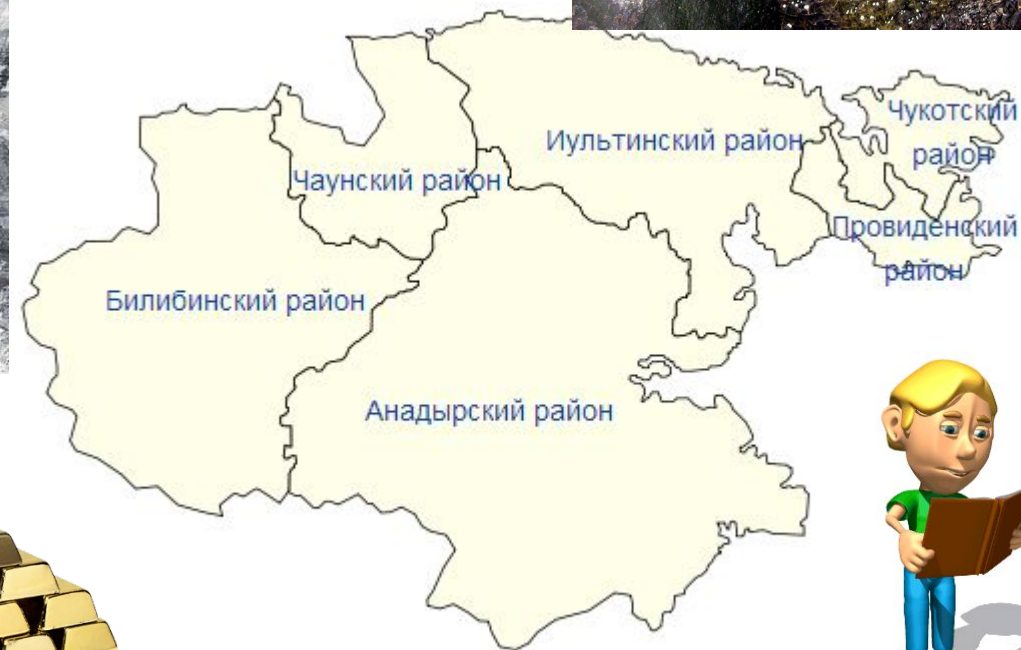 Чукотский
район
Иультинский район
Чаунский район
Провиденский
район
Билибинский район
Анадырский район